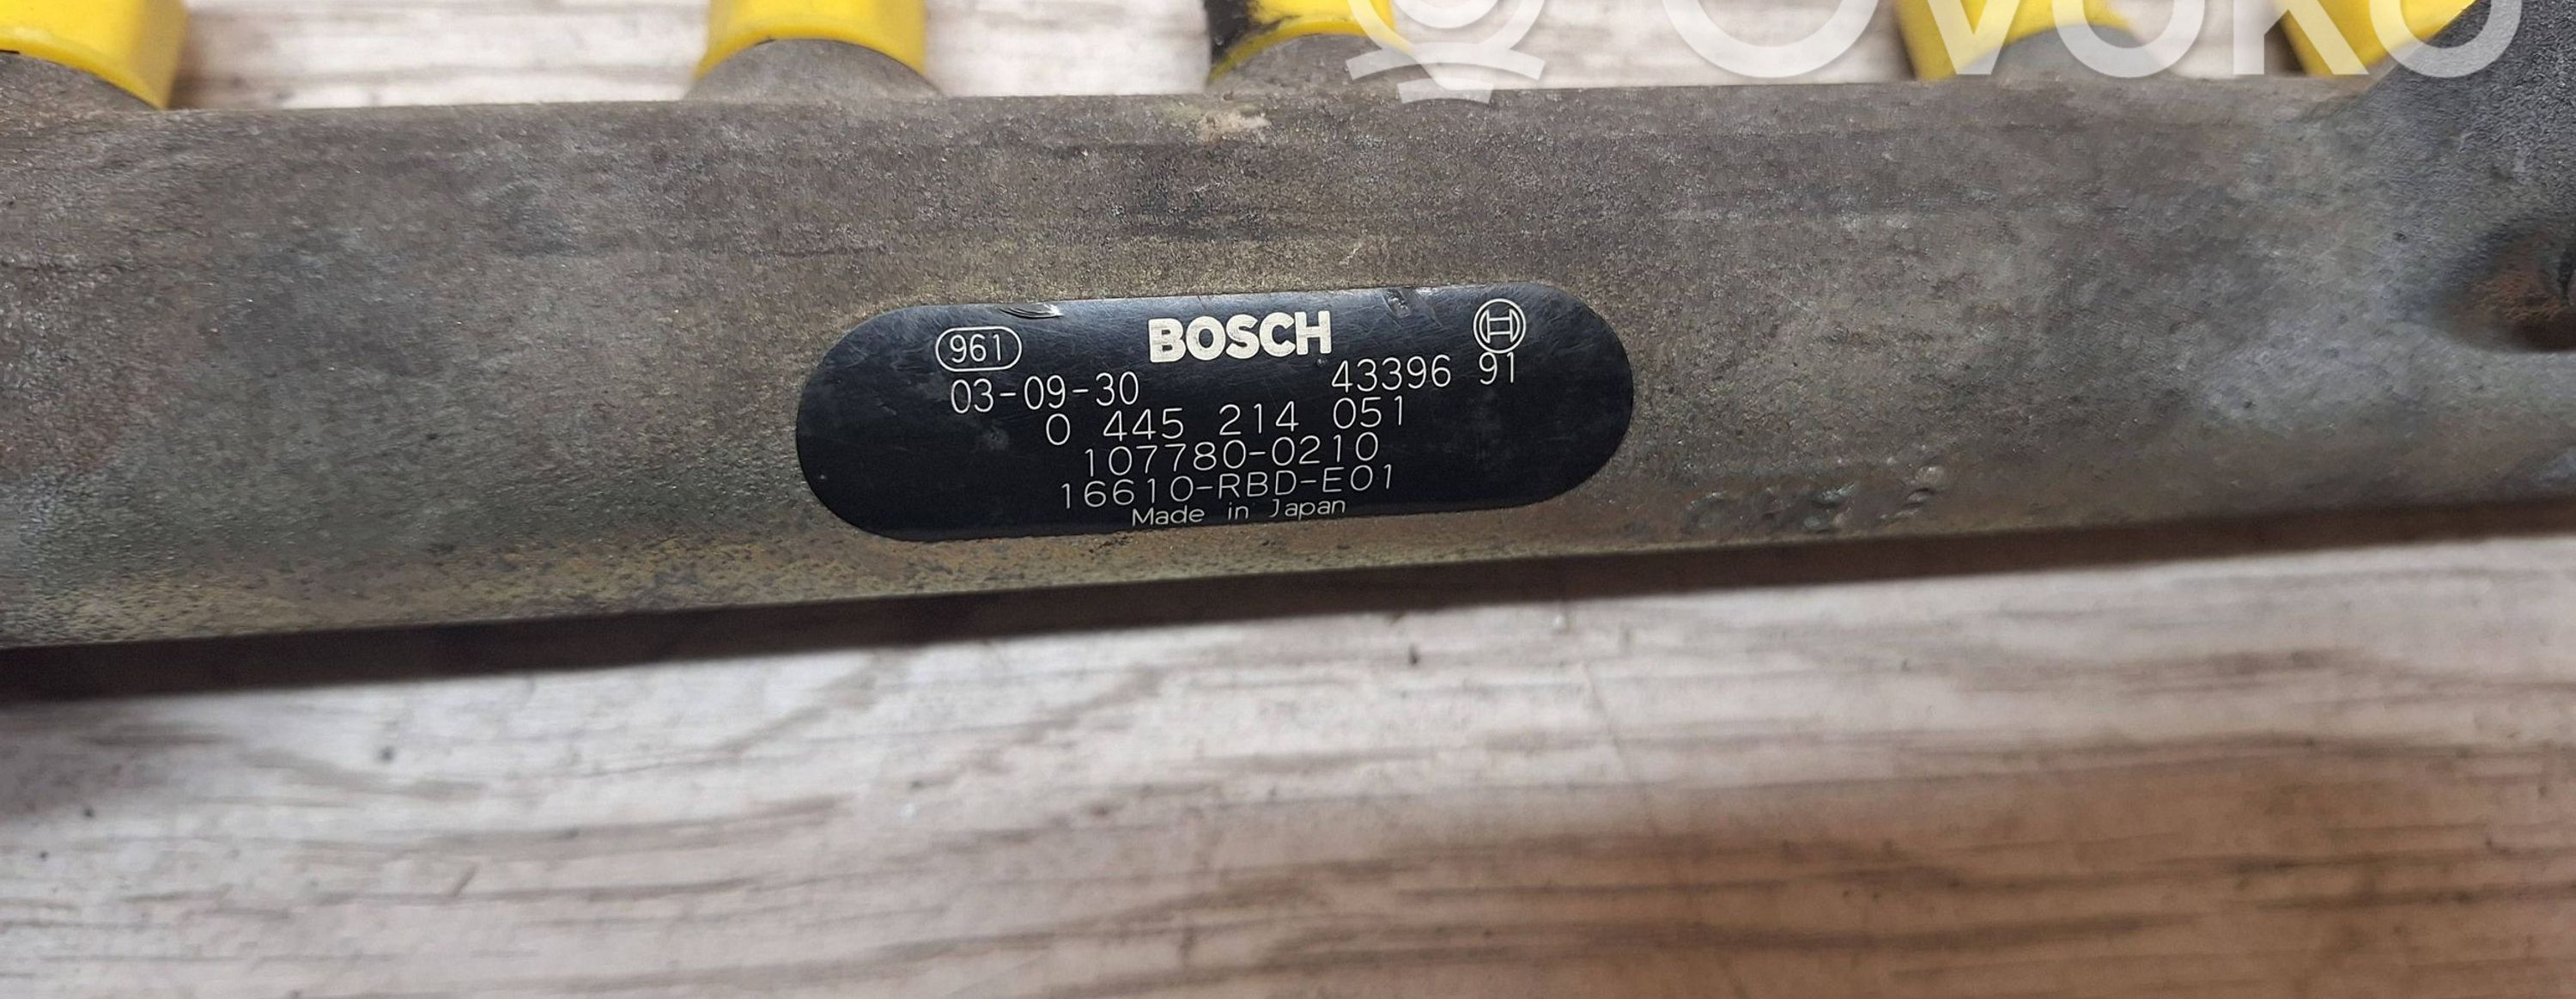 OVOKO
961 BOSCH
03-09-30 43396 91
0 445 214 051
107780-0210
16610-RBD-E01
Made in Japan